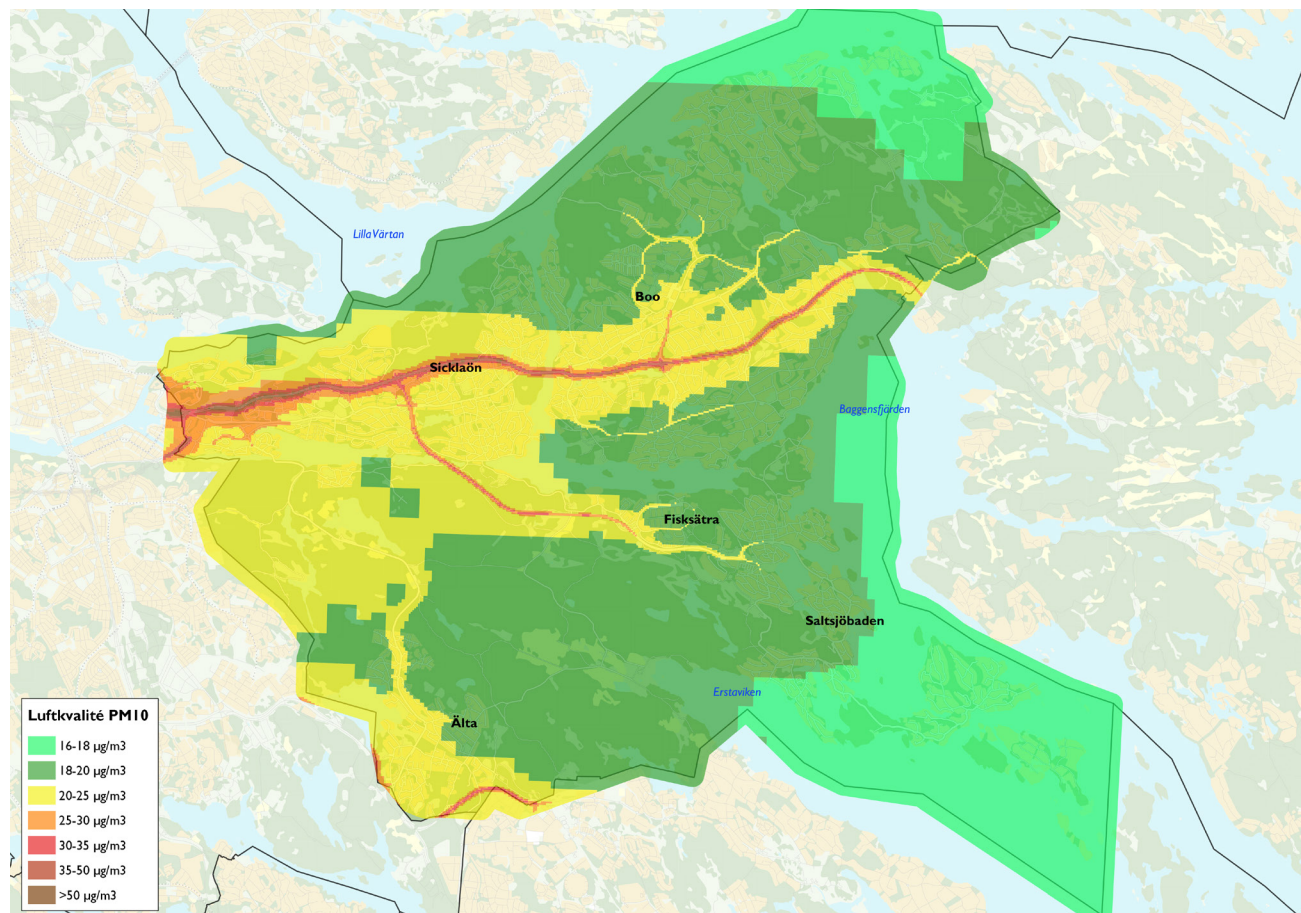 Lilla Värtan
Boo
Sicklaön
Baggensfjärden
Fisksätra
Saltsjöbaden
Erstaviken
Älta
Luftkvalité PM10
16-18 µg/m3
18-20 µg/m3
20-25 µg/m3
25-30 µg/m3
30-35 µg/m3
35-50 µg/m3
>50 µg/m3